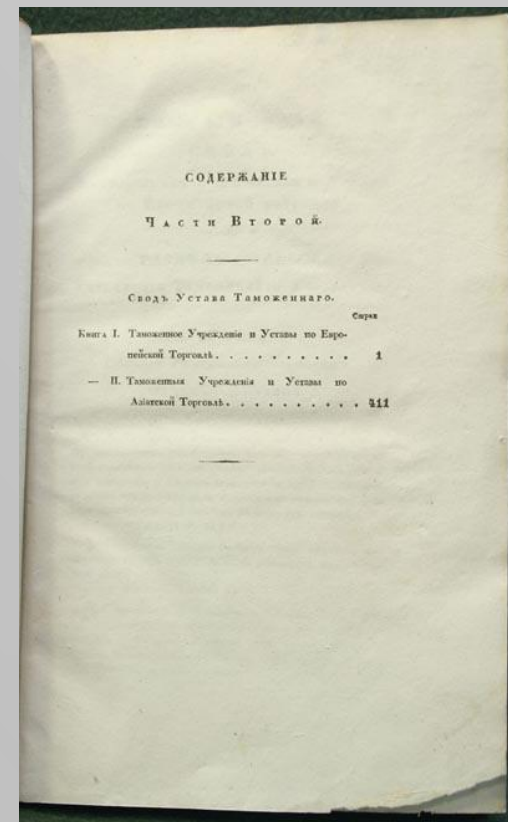 СОДЕРЖАНІЕ
Части Второй.
Сводъ Устава Таможеннаго.
Стран
Книга I. Таможенное Учрежденіе и Уставы по Евро-
пейской Торговлѣ. . . . . . . . . . . 1
— II. Таможенныя Учрежденія и Уставы по
Азіатской Торговлѣ. . . . . . . . . . . 411